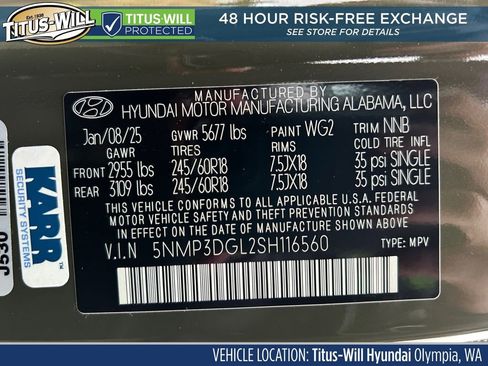 EST. 1938
TITUS-WILL
TITUS-WILL
PROTECTED
48 HOUR RISK-FREE EXCHANGE
SEE STORE FOR DETAILS
MANUFACTURED BY
HYUNDAI MOTOR MANUFACTURING ALABAMA, LLC
Jan/08/25 GVWR 5677 lbs PAINT WG2 TRIM NNB
GAWR TIRES RIMS COLD TIRE INFL
FRONT 2955 lbs 245/60R18 7.5JX18 35 psi SINGLE
REAR 3109 lbs 245/60R18 7.5JX18 35 psi SINGLE
THIS VEHICLE CONFORMS TO ALL APPLICABLE U.S.A. FEDERAL
MOTOR VEHICLE SAFETY AND THEFT PREVENTION STANDARDS
IN EFFECT ON THE DATE OF MANUFACTURE SHOWN ABOVE.
V.I.N 5NMP3DGL2SH116560 TYPE: MPV
J530
KARR
SECURITY SYSTEMS
TM
VEHICLE LOCATION: Titus-Will Hyundai Olympia, WA